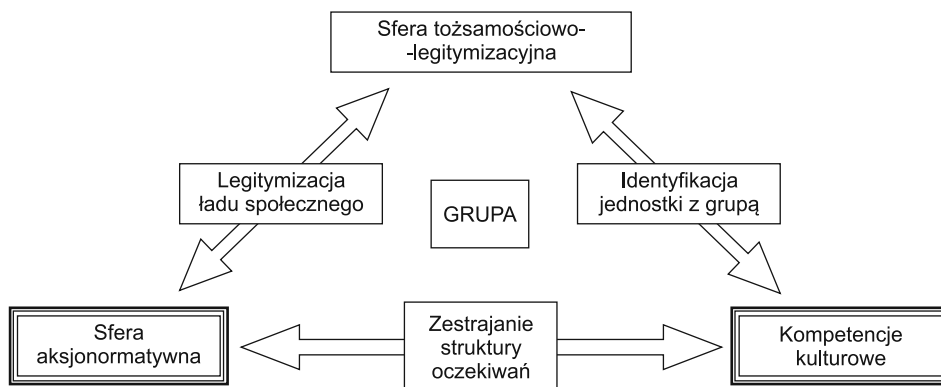 Sfera tożsamościowo-
-legitymizacyjna
Legitymizacja
ładu społecznego
GRUPA
Identyfikacja
jednostki z grupą
Sfera
aksjonormatywna
Zestrajanie
struktury
oczekiwań
Kompetencje
kulturowe